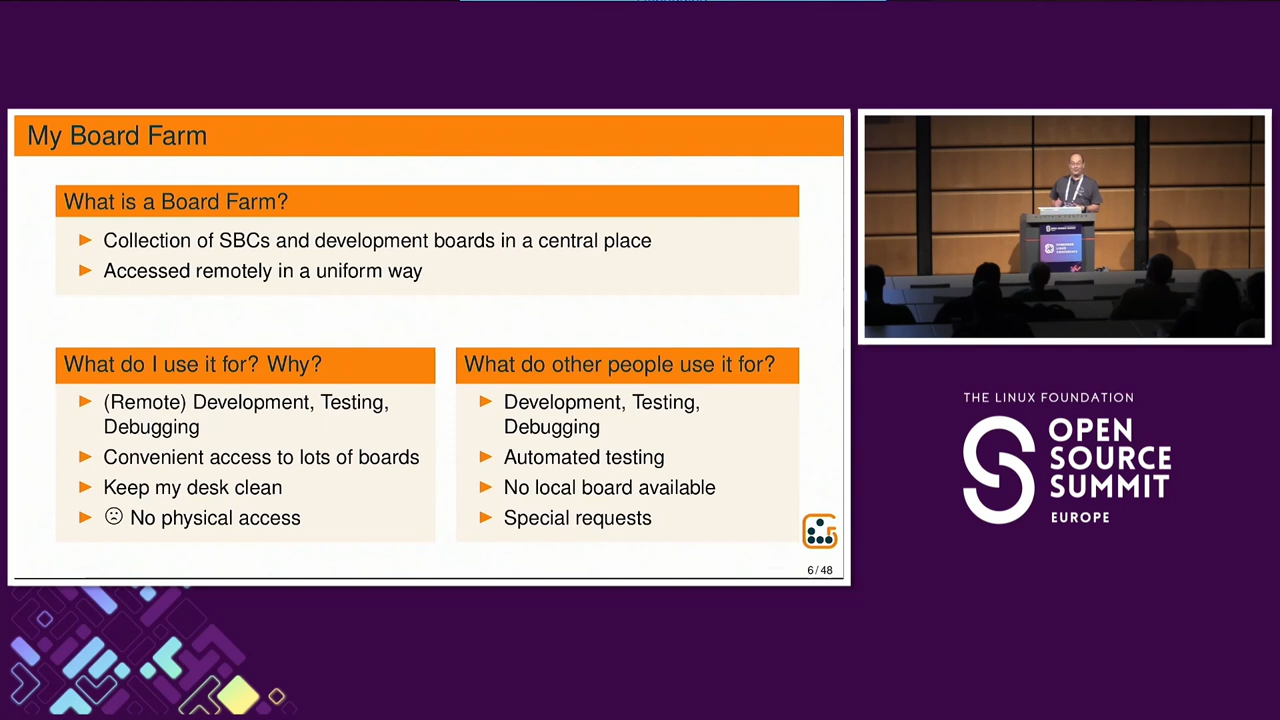 My Board Farm
What is a Board Farm?
Collection of SBCs and development boards in a central place
Accessed remotely in a uniform way
What do I use it for? Why?
(Remote) Development, Testing,
Debugging
Convenient access to lots of boards
Keep my desk clean
☹ No physical access
What do other people use it for?
Development, Testing,
Debugging
Automated testing
No local board available
Special requests
6 / 48
THE LINUX FOUNDATION
OPEN
SOURCE
SUMMIT
EUROPE